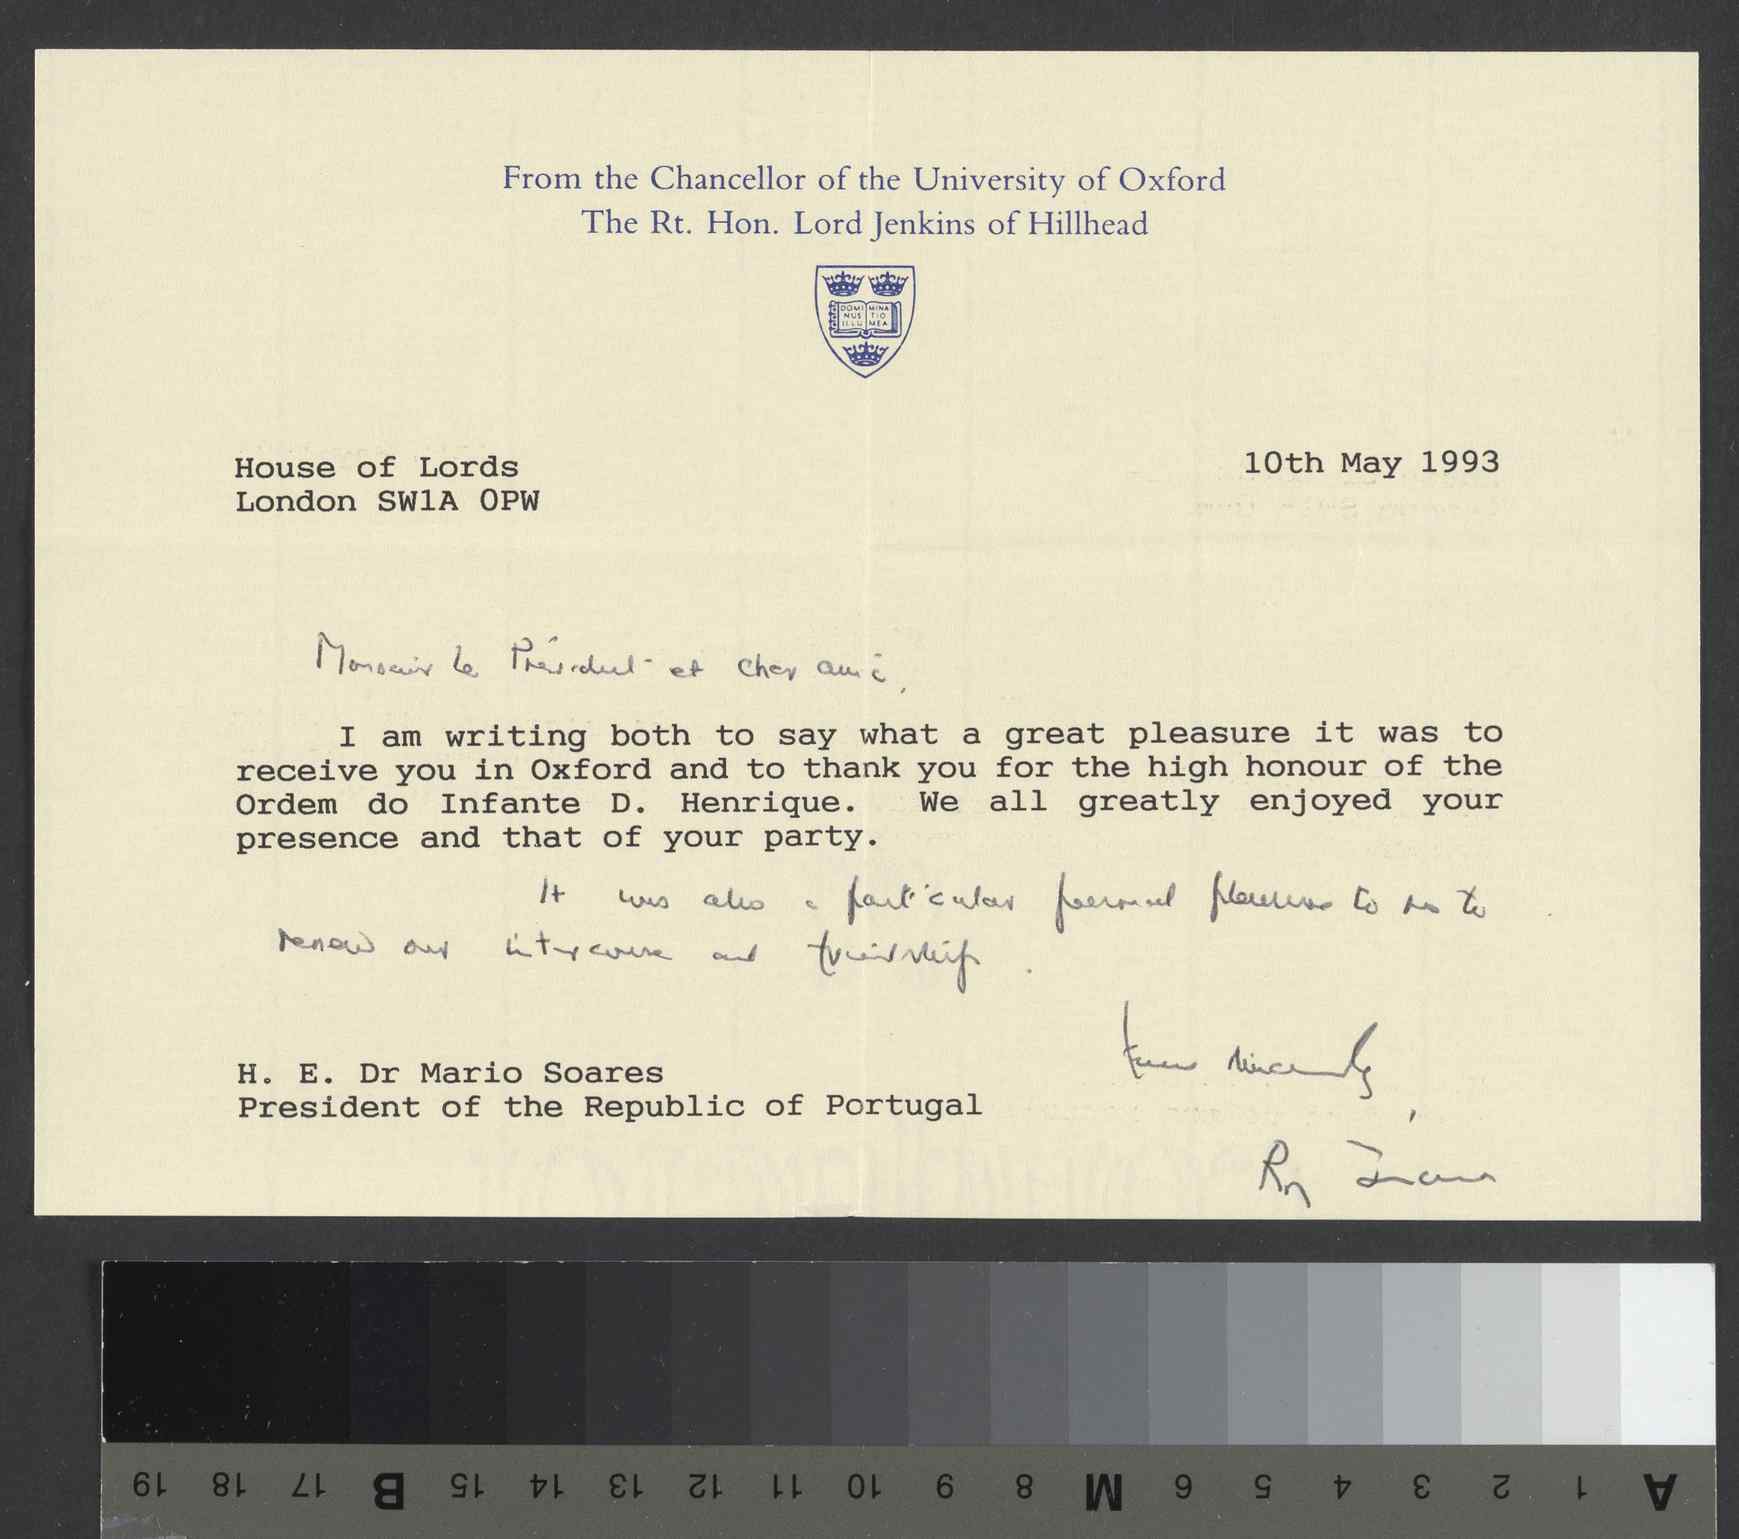 From the Chancellor of the University of Oxford
The Rt. Hon. Lord Jenkins of Hillhead
DOMI MINA
NUS TIO
ILLU MEA
House of Lords
London SW1A 0PW
10th May 1993
Monsieur le Président et cher ami,
I am writing both to say what a great pleasure it was to
receive you in Oxford and to thank you for the high honour of the
Ordem do Infante D. Henrique. We all greatly enjoyed your
presence and that of your party.
It was also a particular personal pleasure to me to
renew our intercourse and friendship.
Yours sincerely,
Roy Jenkins
H. E. Dr Mario Soares
President of the Republic of Portugal
19 18 17 B 15 14 13 12 11 10 9 8 M 6 5 4 3 2 1 A